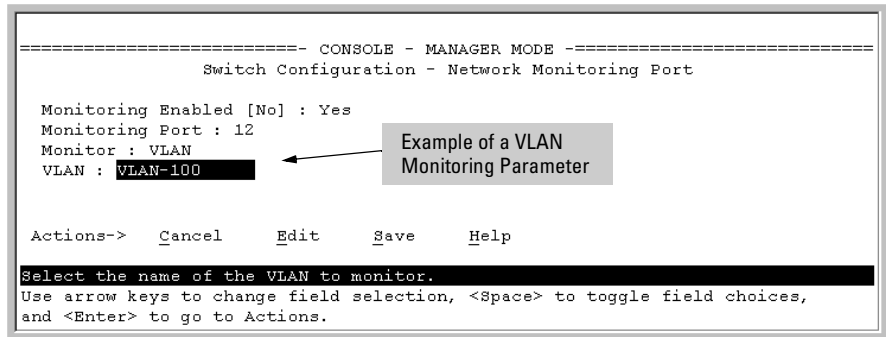 ==========================- CONSOLE - MANAGER MODE -============================
Switch Configuration - Network Monitoring Port
Monitoring Enabled [No] : Yes
Monitoring Port : 12
Monitor : VLAN
VLAN : VLAN-100
Example of a VLAN
Monitoring Parameter
Actions-> Cancel Edit Save Help
Select the name of the VLAN to monitor.
Use arrow keys to change field selection, <Space> to toggle field choices,
and <Enter> to go to Actions.